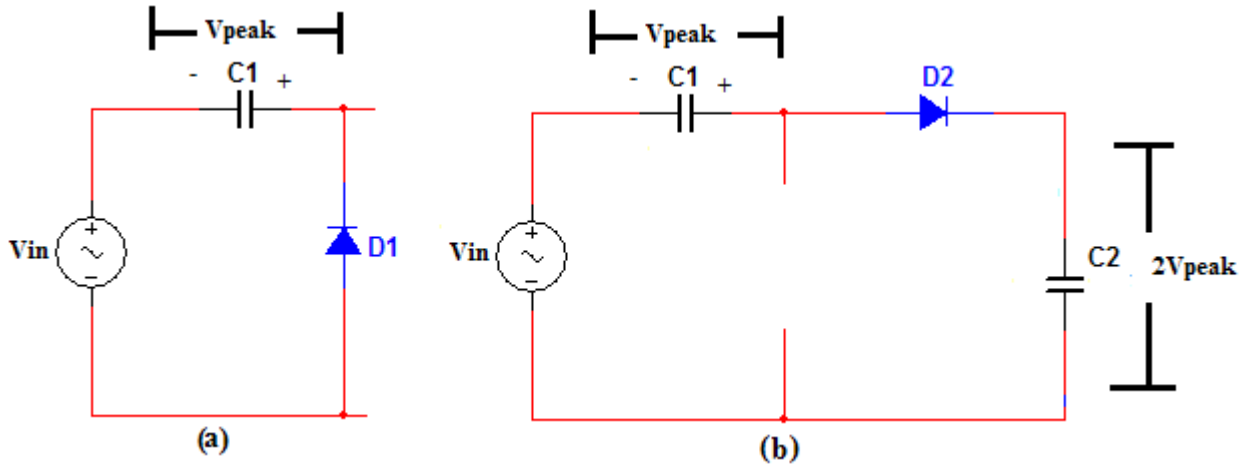 Vpeak
- C1 +
Vin
+
-
D1
(a)
Vpeak
- C1 +
D2
Vin
+
-
C2
2Vpeak
(b)